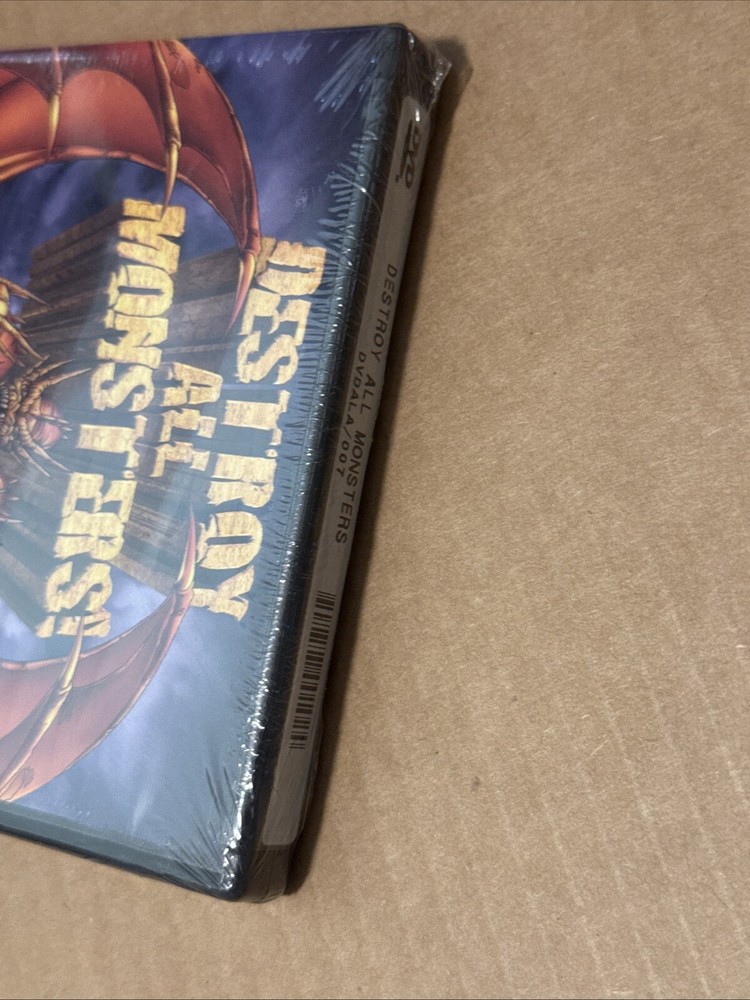 DESTROY
ALL
MONSTERS!
DVD
DESTROY ALL MONSTERS
DVDALA/007